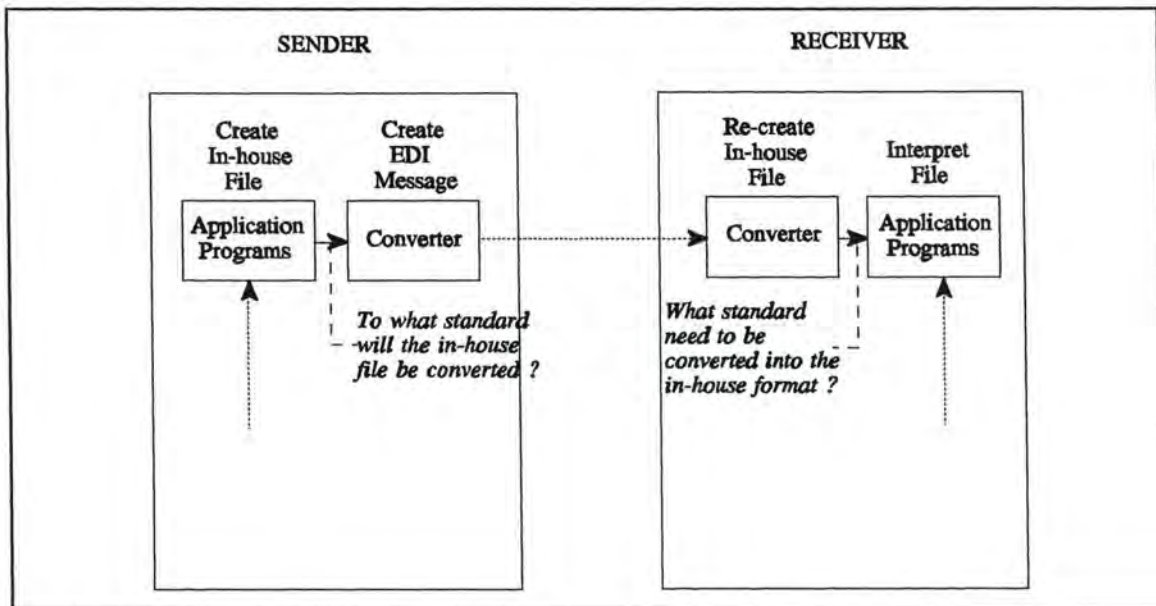 SENDER
RECEIVER
Create
In-house
File
Create
EDI
Message
Application
Programs
Converter
To what standard
will the in-house
file be converted ?
Re-create
In-house
File
Interpret
File
Converter
Application
Programs
What standard
need to be
converted into the
in-house format ?